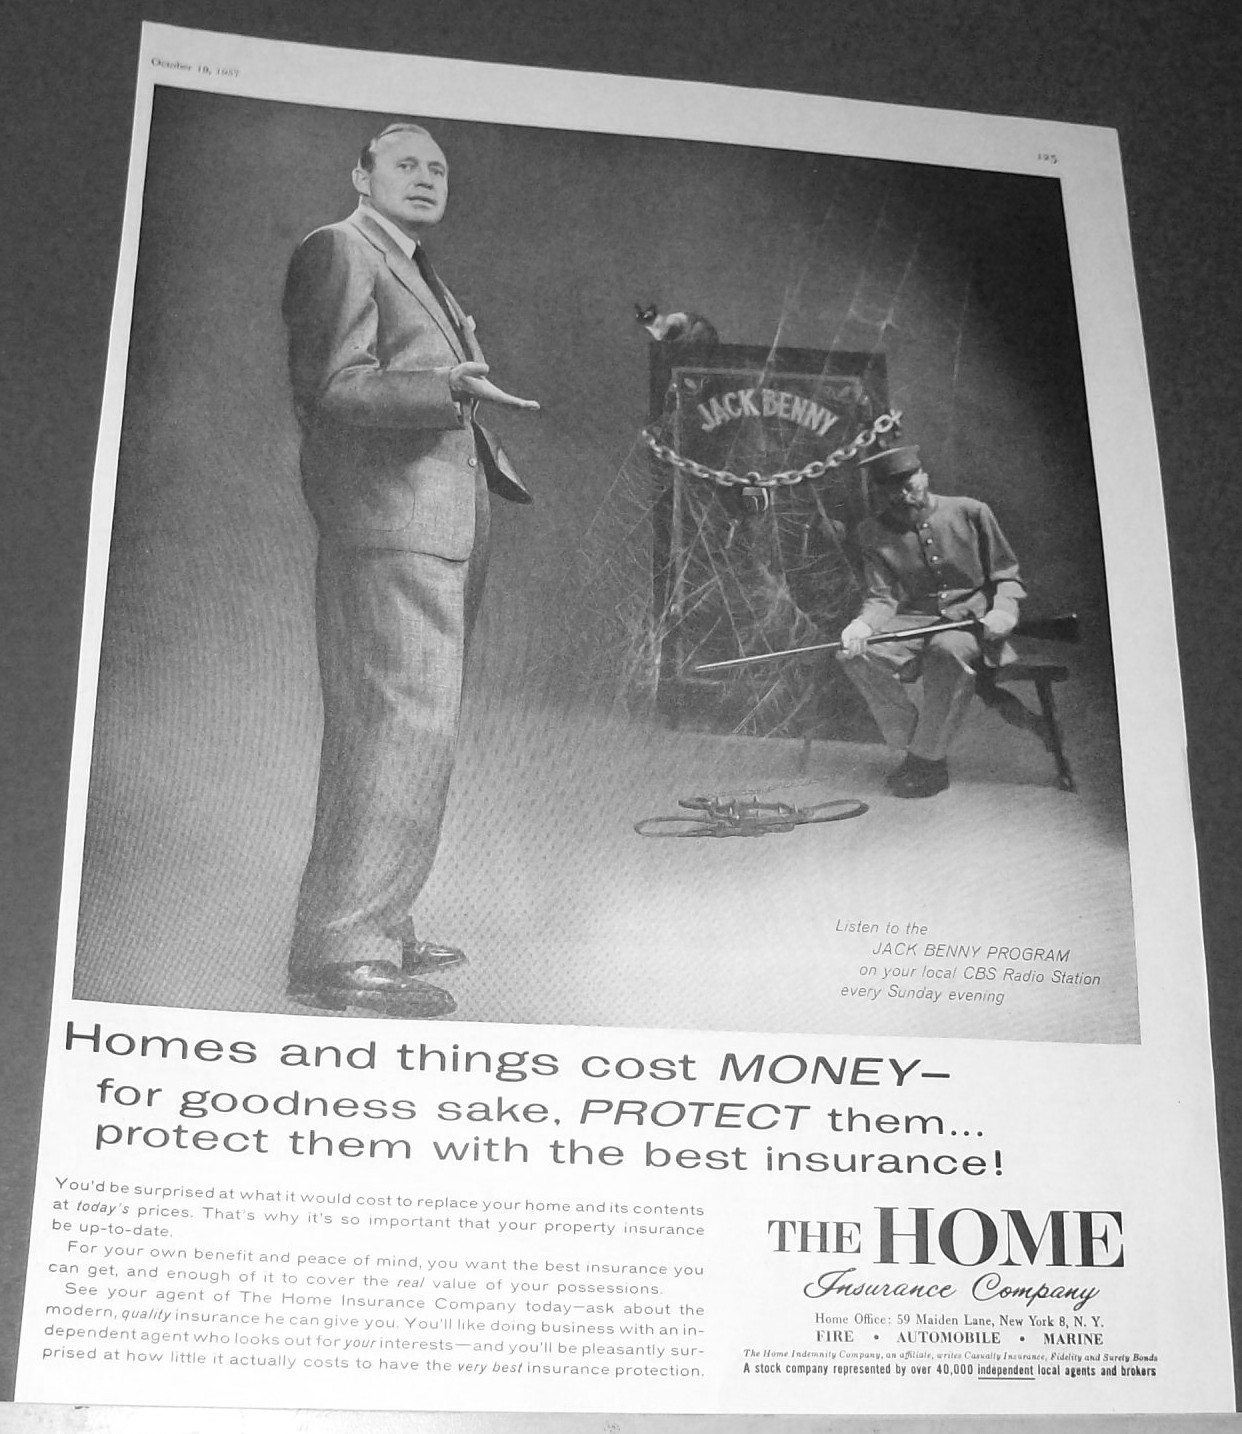 October 19, 1957
125
JACK BENNY
Listen to the
JACK BENNY PROGRAM
on your local CBS Radio Station
every Sunday evening
Homes and things cost MONEY—
for goodness sake, PROTECT them...
protect them with the best insurance!
You'd be surprised at what it would cost to replace your home and its contents
at today's prices. That's why it's so important that your property insurance
be up-to-date.
For your own benefit and peace of mind, you want the best insurance you
can get, and enough of it to cover the real value of your possessions.
See your agent of The Home Insurance Company today—ask about the
modern, quality insurance he can give you. You'll like doing business with an in-
dependent agent who looks out for your interests—and you'll be pleasantly sur-
prised at how little it actually costs to have the very best insurance protection.
THE HOME
Insurance Company
Home Office: 59 Maiden Lane, New York 8, N. Y.
FIRE • AUTOMOBILE • MARINE
The Home Indemnity Company, an affiliate, writes Casualty Insurance, Fidelity and Surety Bonds
A stock company represented by over 40,000 independent local agents and brokers